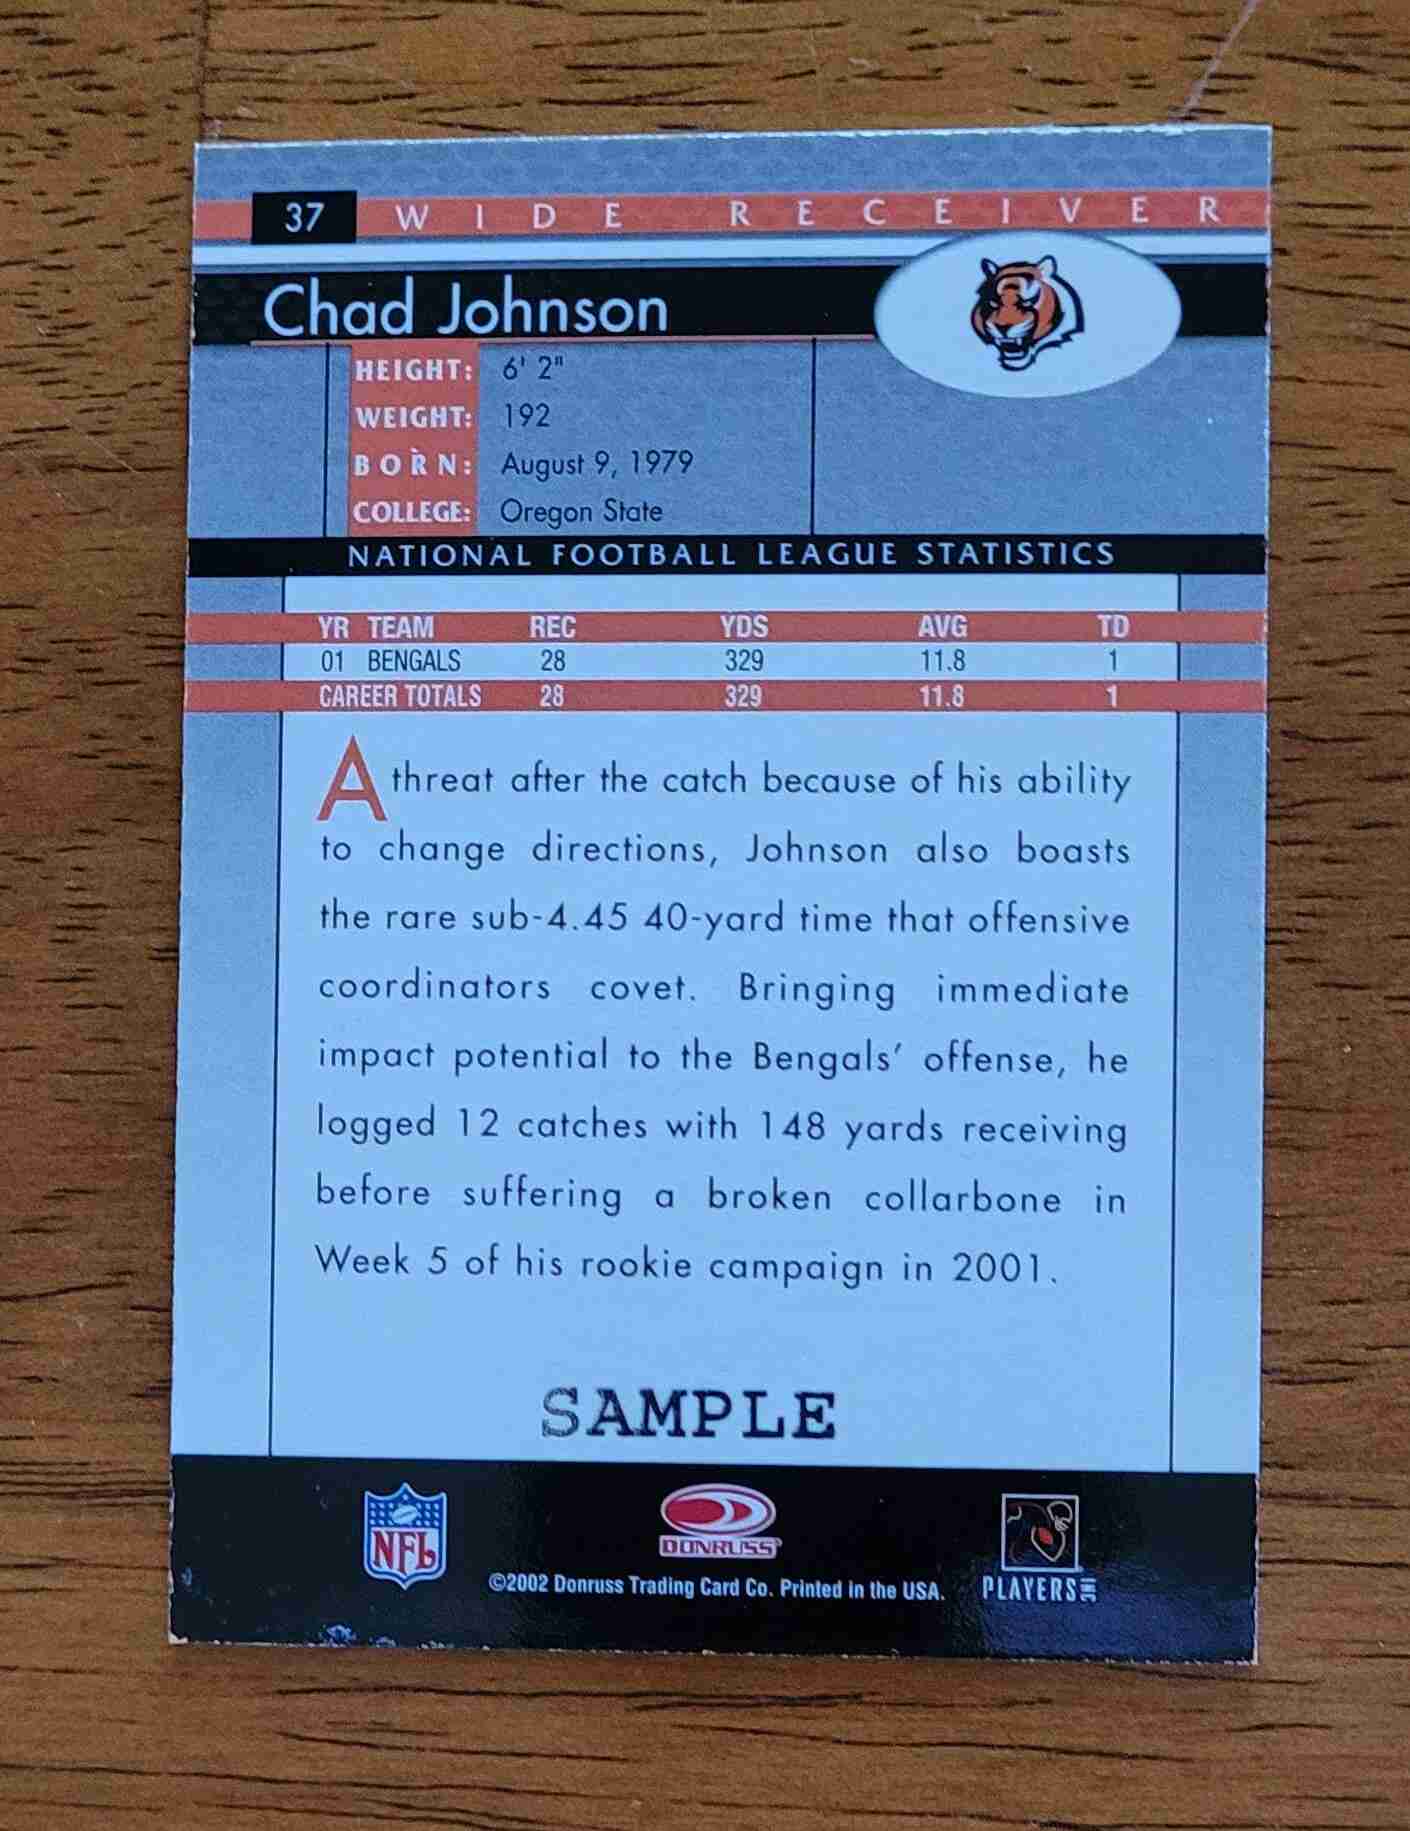 37 WIDE RECEIVER
Chad Johnson
HEIGHT: 6' 2"
WEIGHT: 192
BORN: August 9, 1979
COLLEGE: Oregon State
NATIONAL FOOTBALL LEAGUE STATISTICS
YR TEAM REC YDS AVG TD
01 BENGALS 28 329 11.8 1
CAREER TOTALS 28 329 11.8 1
A threat after the catch because of his ability
to change directions, Johnson also boasts
the rare sub-4.45 40-yard time that offensive
coordinators covet. Bringing immediate
impact potential to the Bengals' offense, he
logged 12 catches with 148 yards receiving
before suffering a broken collarbone in
Week 5 of his rookie campaign in 2001.
SAMPLE
NFL DONRUSS
©2002 Donruss Trading Card Co. Printed in the USA. PLAYERS INC